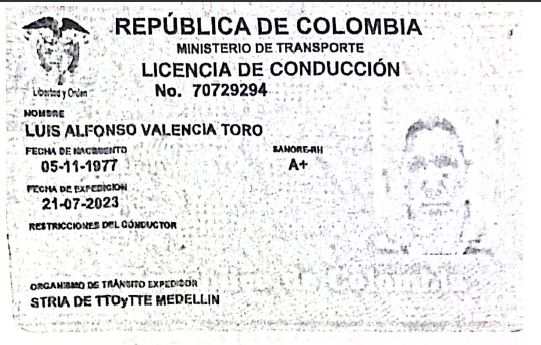 REPÚBLICA DE COLOMBIA
MINISTERIO DE TRANSPORTE
LICENCIA DE CONDUCCIÓN
Libertad y Orden
No. 70729294
NOMBRE
LUIS ALFONSO VALENCIA TORO
FECHA DE NACIMIENTO
SANGRE-RH
05-11-1977
A+
FECHA DE EXPEDICION
21-07-2023
RESTRICCIONES DEL CONDUCTOR
ORGANISMO DE TRÁNSITO EXPEDIDOR
STRIA DE TTOyTTE MEDELLIN